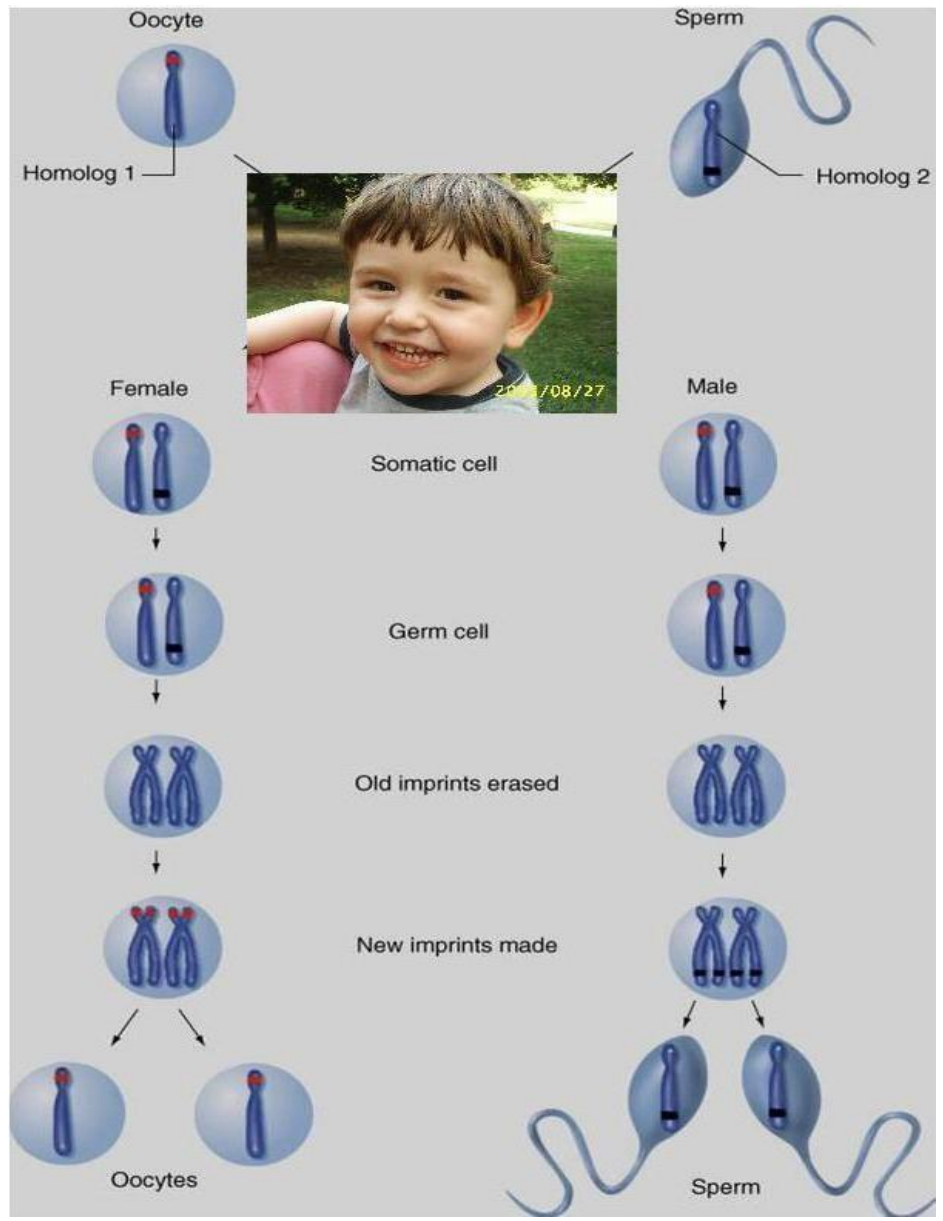 Oocyte
Sperm
Homolog 1
Homolog 2
Female
Male
Somatic cell
Germ cell
Old imprints erased
New imprints made
Oocytes
Sperm